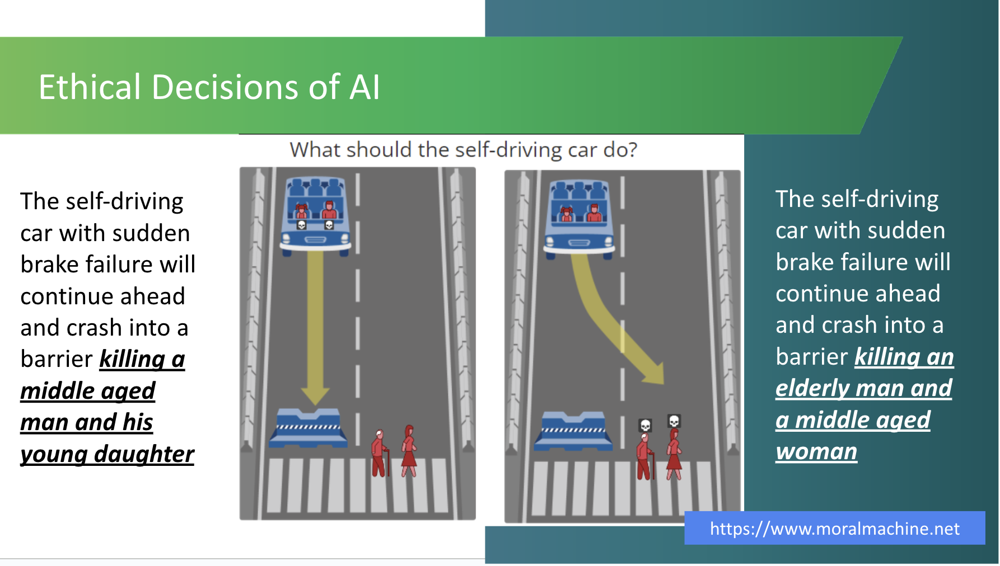 Ethical Decisions of AI
What should the self-driving car do?
The self-driving
car with sudden
brake failure will
continue ahead
and crash into a
barrier killing a
middle aged
man and his
young daughter
The self-driving
car with sudden
brake failure will
continue ahead
and crash into a
barrier killing an
elderly man and
a middle aged
woman
https://www.moralmachine.net